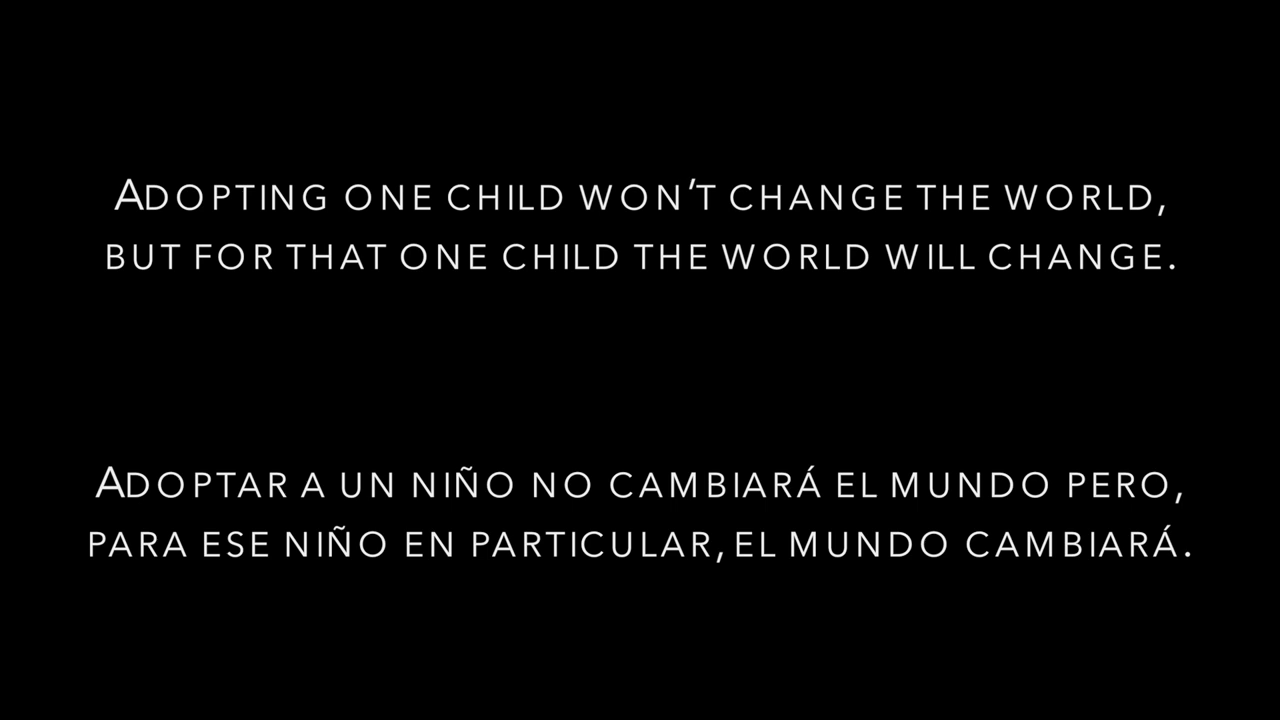 Adopting one child won't change the world,
but for that one child the world will change.
Adoptar a un niño no cambiará el mundo pero,
para ese niño en particular, el mundo cambiará.